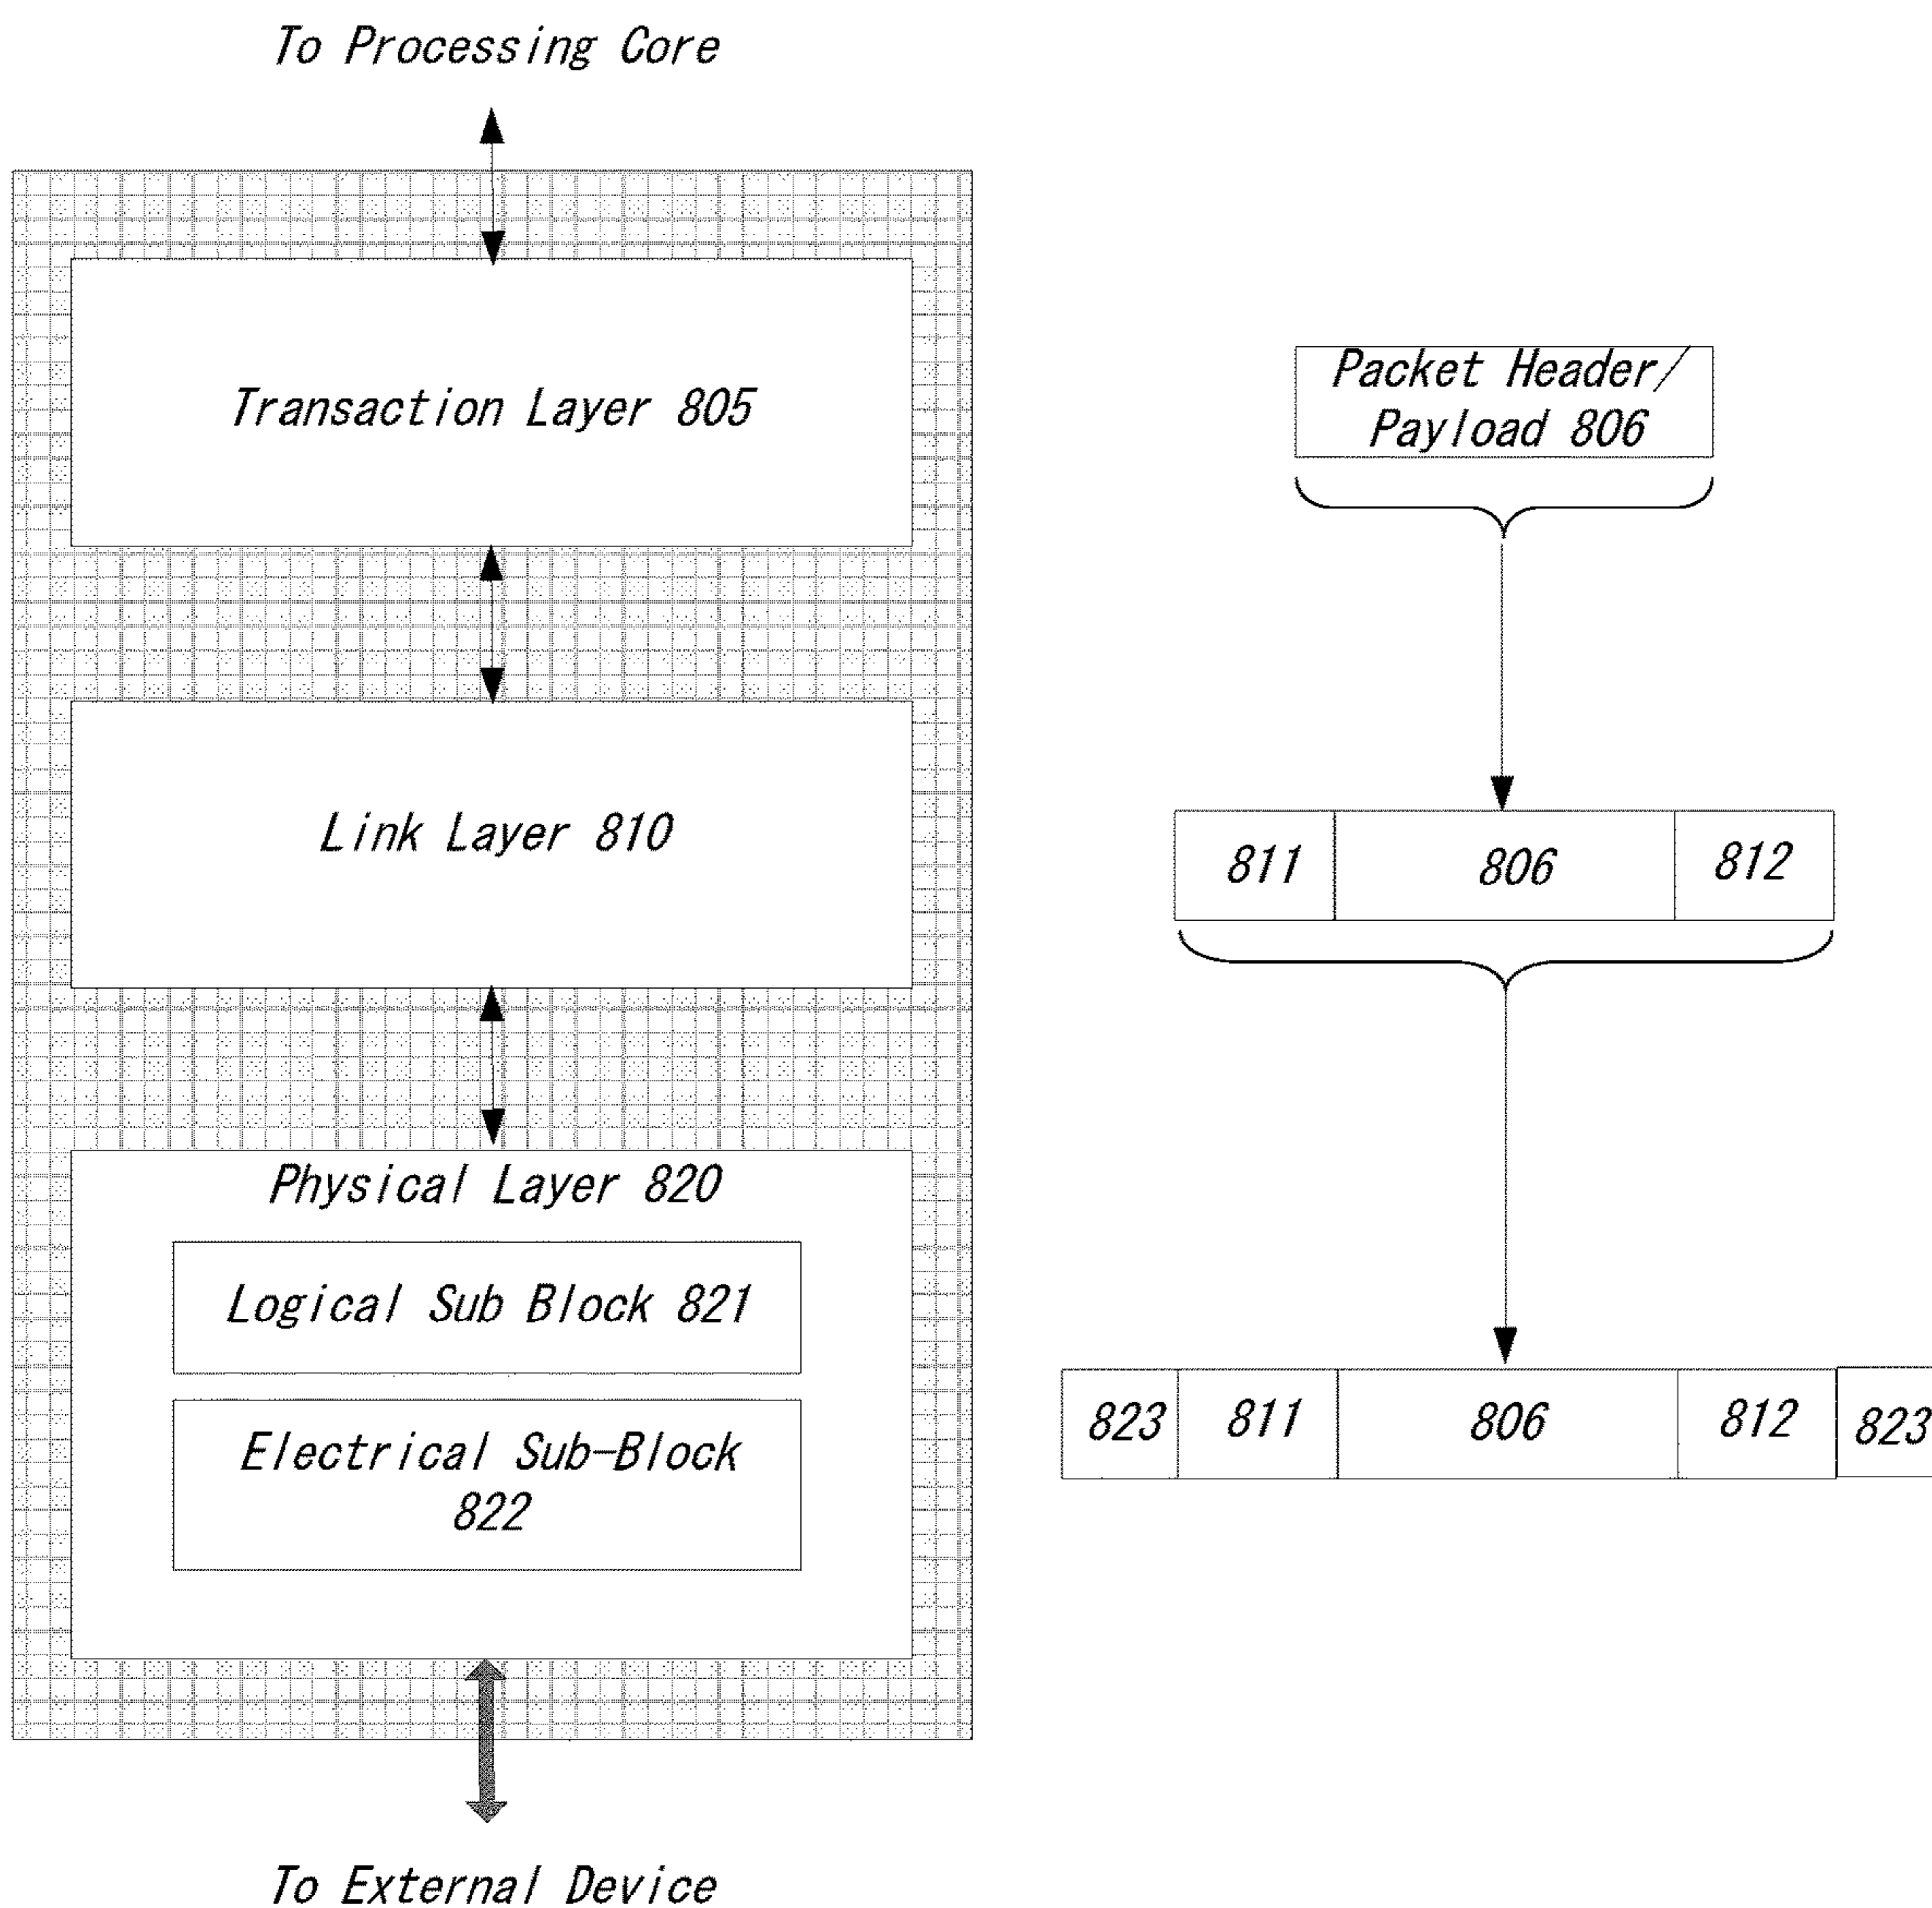 To Processing Core
Transaction Layer 805
Packet Header/
Payload 806
Link Layer 810
811 806 812
Physical Layer 820
Logical Sub Block 821
Electrical Sub-Block
822
823 811 806 812 823
To External Device